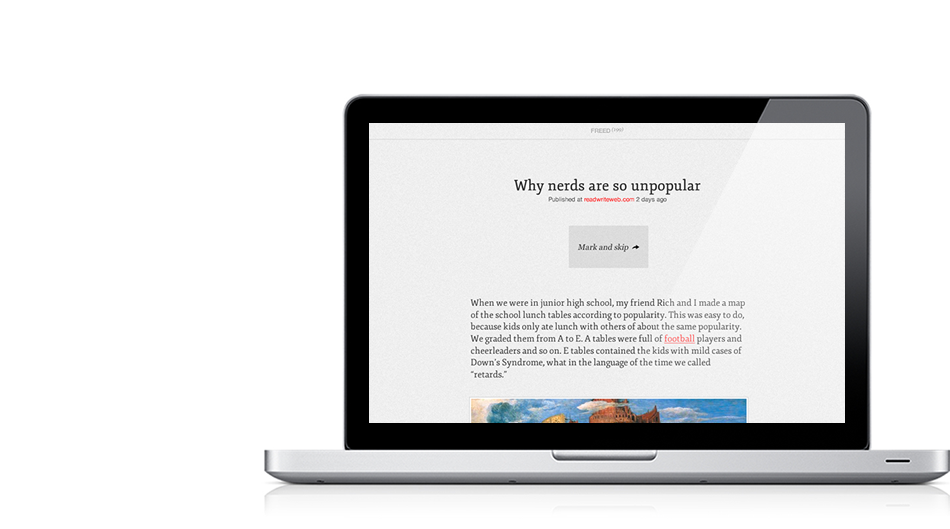 FREED (199)
Why nerds are so unpopular
Published at readwriteweb.com 2 days ago
Mark and skip
When we were in junior high school, my friend Rich and I made a map
of the school lunch tables according to popularity. This was easy to do,
because kids only ate lunch with others of about the same popularity.
We graded them from A to E. A tables were full of football players and
cheerleaders and so on. E tables contained the kids with mild cases of
Down's Syndrome, what in the language of the time we called
"retards."